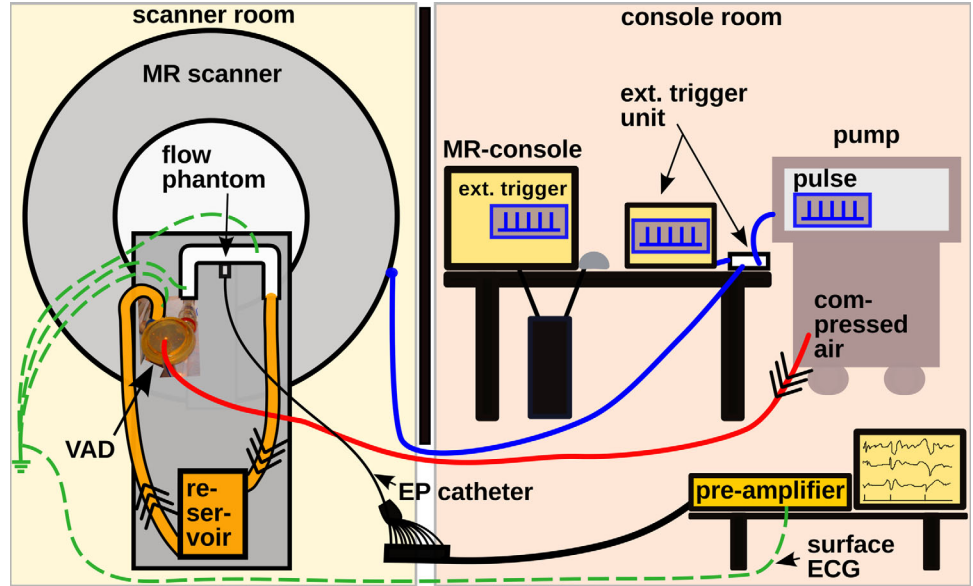 scanner room
console room
MR scanner
ext. trigger
unit
flow
phantom
MR-console
ext. trigger
pump
pulse
com-
pressed
air
VAD
re-
ser-
voir
EP catheter
pre-amplifier
surface
ECG